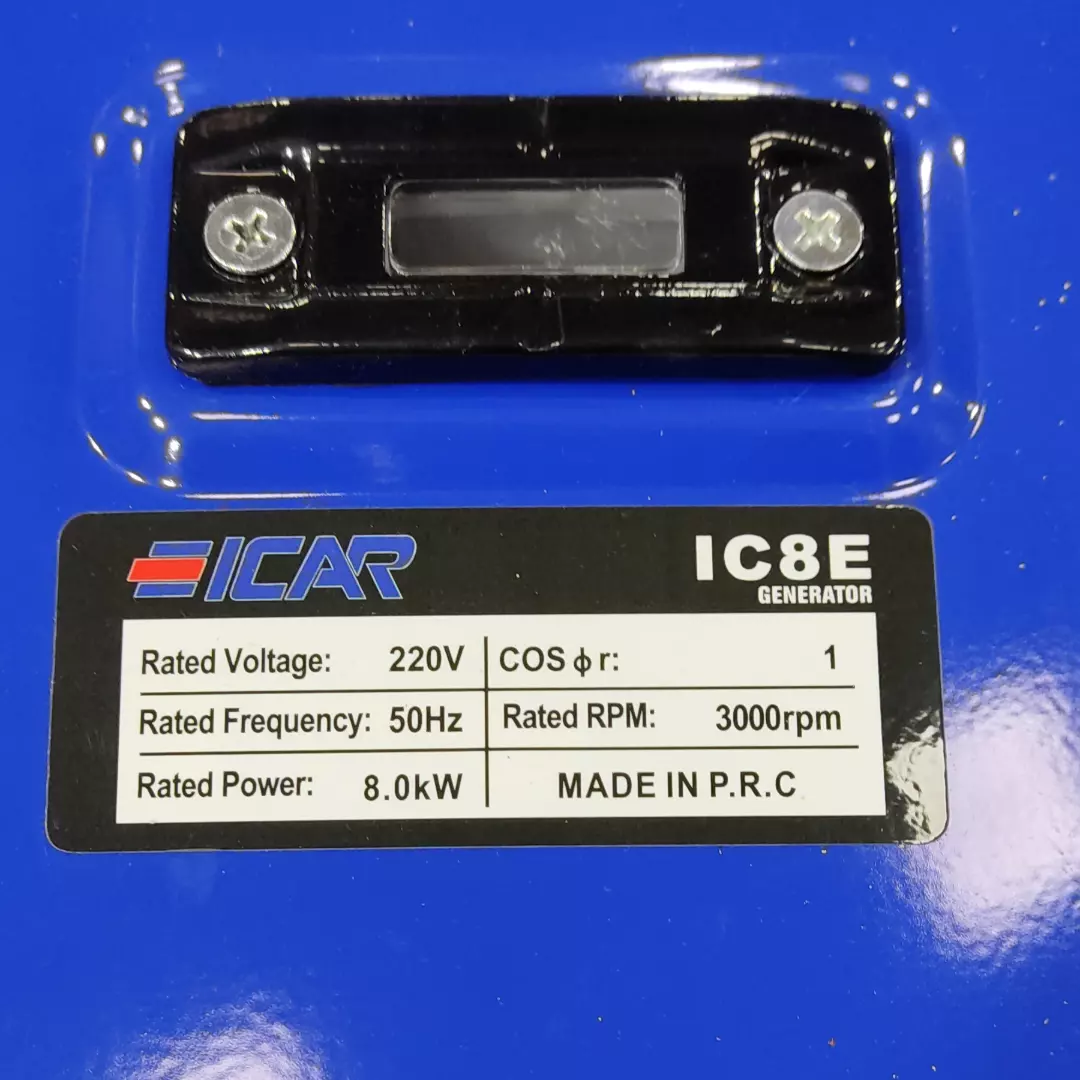 EICAR
IC8E
GENERATOR
Rated Voltage: 220V
COS ϕ r: 1
Rated Frequency: 50Hz
Rated RPM: 3000rpm
Rated Power: 8.0kW
MADE IN P.R.C